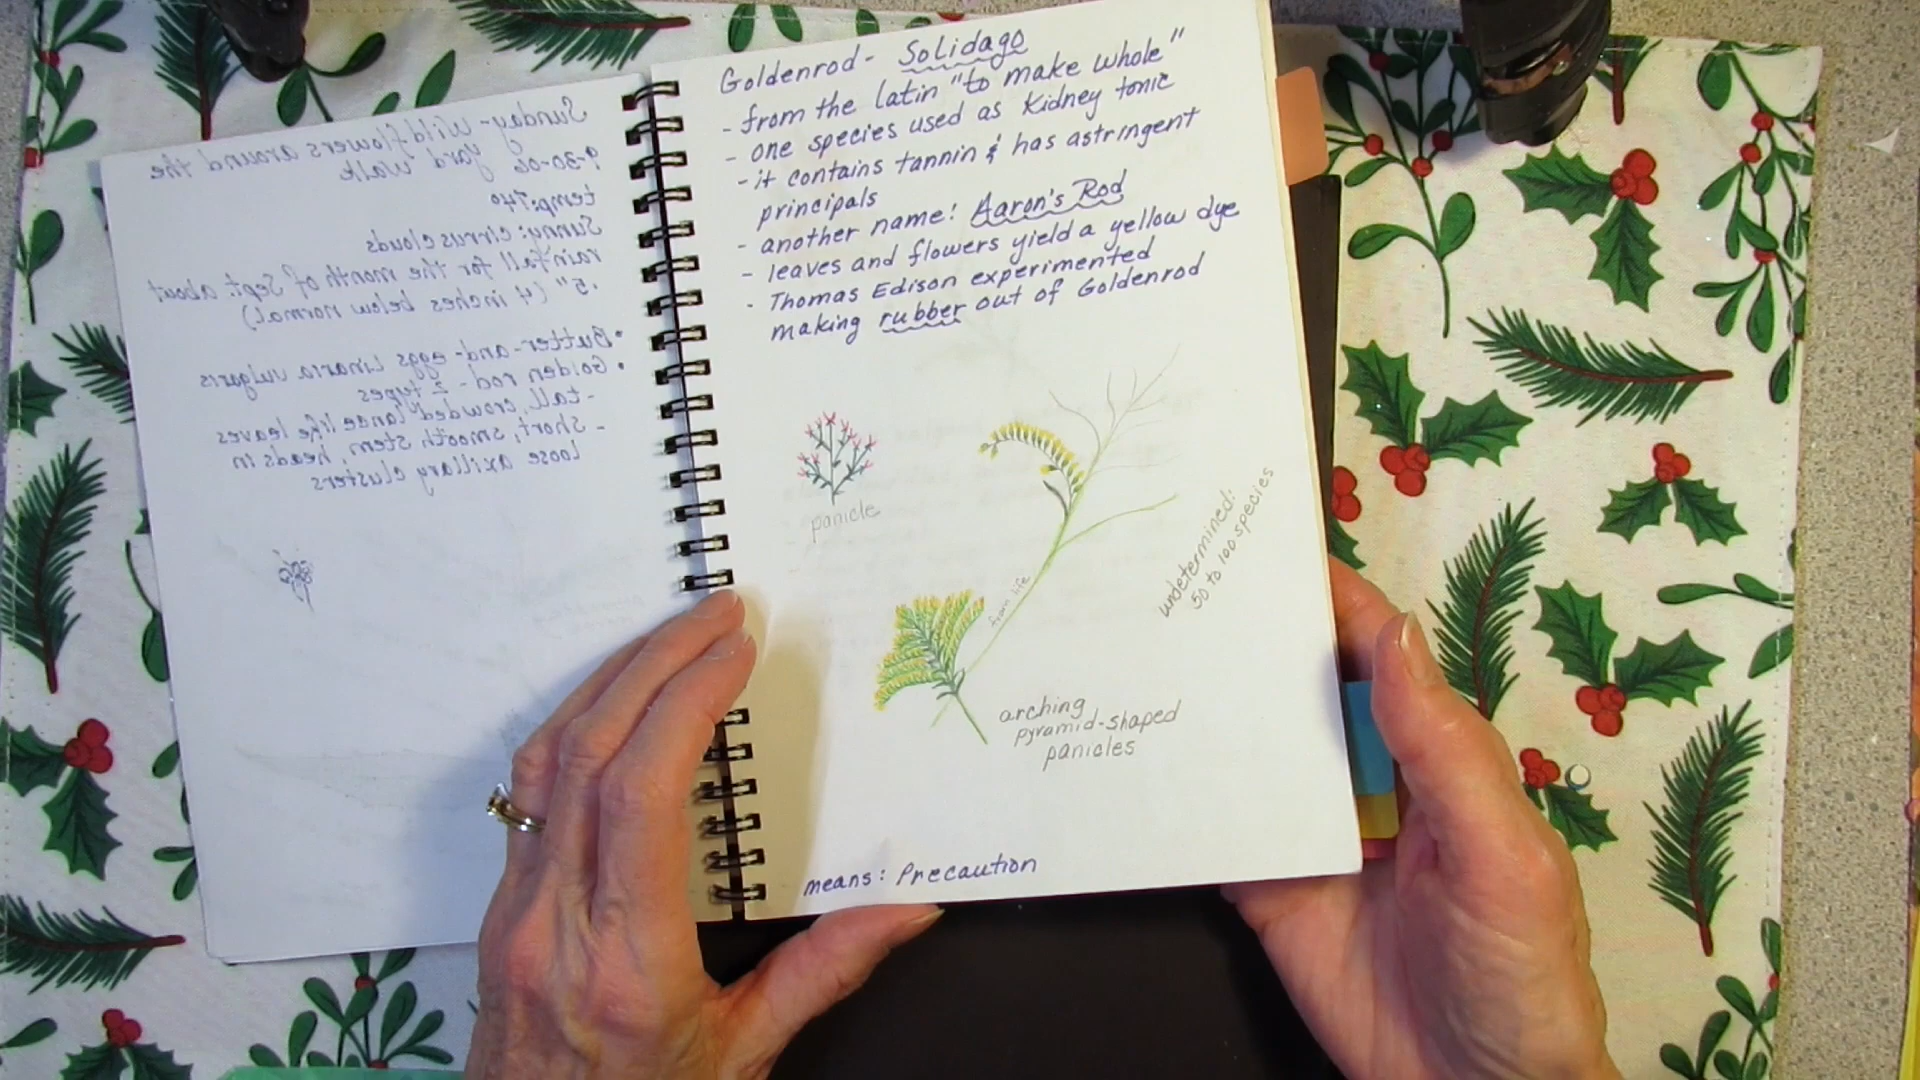 Sunday-Wildflowers around the
yard walk
9-30-06
temp: 74°
Sunny: cirrus clouds
rainfall for the month of Sept. about
.5" (4 inches below normal)
• Butter-and-eggs Linaria vulgaris
• Golden rod - 2 types
- tall, crowded lance like leaves
- short, smooth stem, heads in
loose axillary clusters
Goldenrod- Solidago
- from the latin "to make whole"
- one species used as kidney tonic
- it contains tannin & has astringent
principals
- another name: Aaron's Rod
- leaves and flowers yield a yellow dye
- Thomas Edison experimented
making rubber out of Goldenrod
panicle
from life
undetermined:
50 to 100 species
arching
pyramid-shaped
panicles
means: Precaution